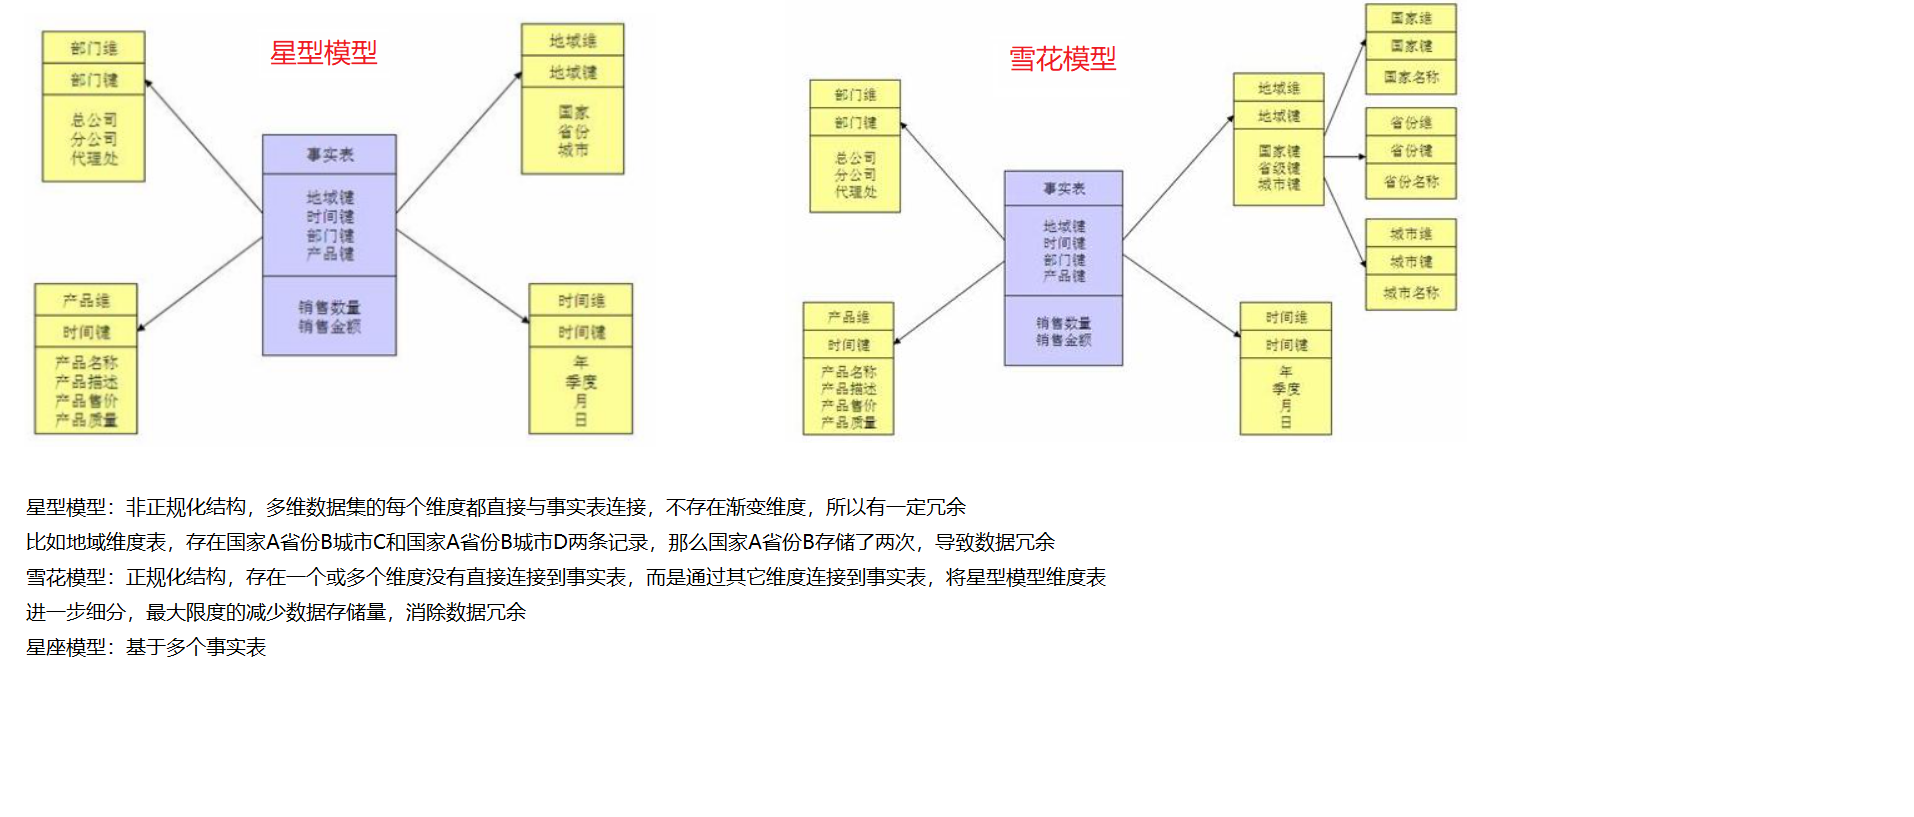 星型模型
部门维
部门键
总公司
分公司
代理处
地域维
地域键
国家
省份
城市
事实表
地域键
时间键
部门键
产品键
销售数量
销售金额
产品维
时间键
产品名称
产品描述
产品售价
产品质量
时间维
时间键
年
季度
月
日
雪花模型
部门维
部门键
总公司
分公司
代理处
地域维
地域键
国家键
省级键
城市键
国家维
国家键
国家名称
省份维
省份键
省份名称
城市维
城市键
城市名称
事实表
地域键
时间键
部门键
产品键
销售数量
销售金额
产品维
时间键
产品名称
产品描述
产品售价
产品质量
时间维
时间键
年
季度
月
日
星型模型：非正规化结构，多维数据集的每个维度都直接与事实表连接，不存在渐变维度，所以有一定冗余
比如地域维度表，存在国家A省份B城市C和国家A省份B城市D两条记录，那么国家A省份B存储了两次，导致数据冗余
雪花模型：正规化结构，存在一个或多个维度没有直接连接到事实表，而是通过其它维度连接到事实表，将星型模型维度表
进一步细分，最大限度的减少数据存储量，消除数据冗余
星座模型：基于多个事实表